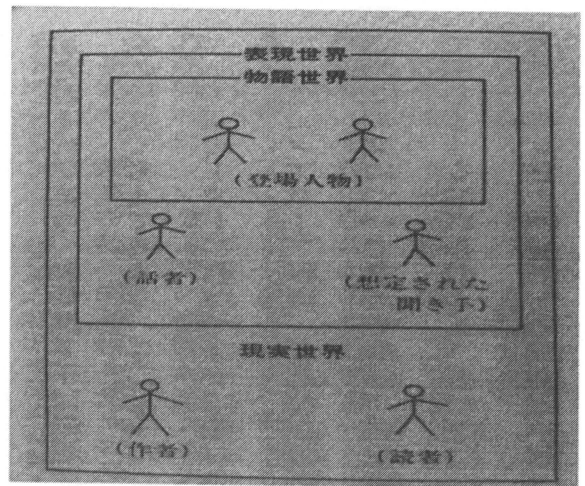 表現世界
物語世界
(登場人物)
(話者)
(想定された
聞き手)
現実世界
(作者)
(読者)